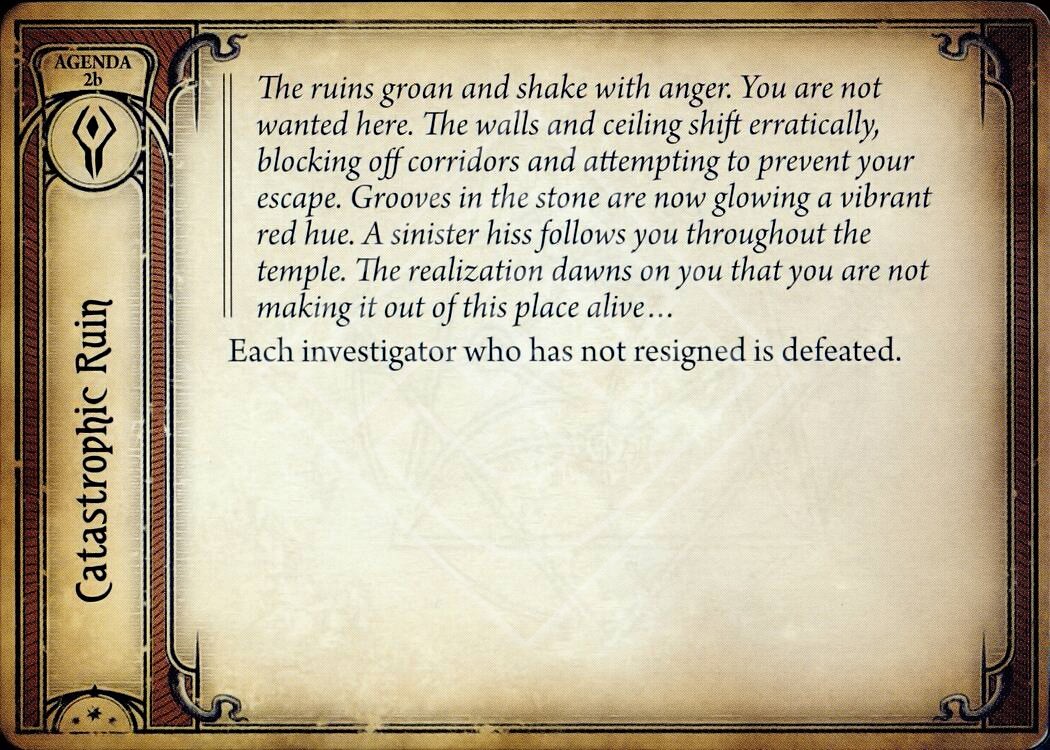 AGENDA
2b
Catastrophic Ruin
The ruins groan and shake with anger. You are not
wanted here. The walls and ceiling shift erratically,
blocking off corridors and attempting to prevent your
escape. Grooves in the stone are now glowing a vibrant
red hue. A sinister hiss follows you throughout the
temple. The realization dawns on you that you are not
making it out of this place alive…
Each investigator who has not resigned is defeated.